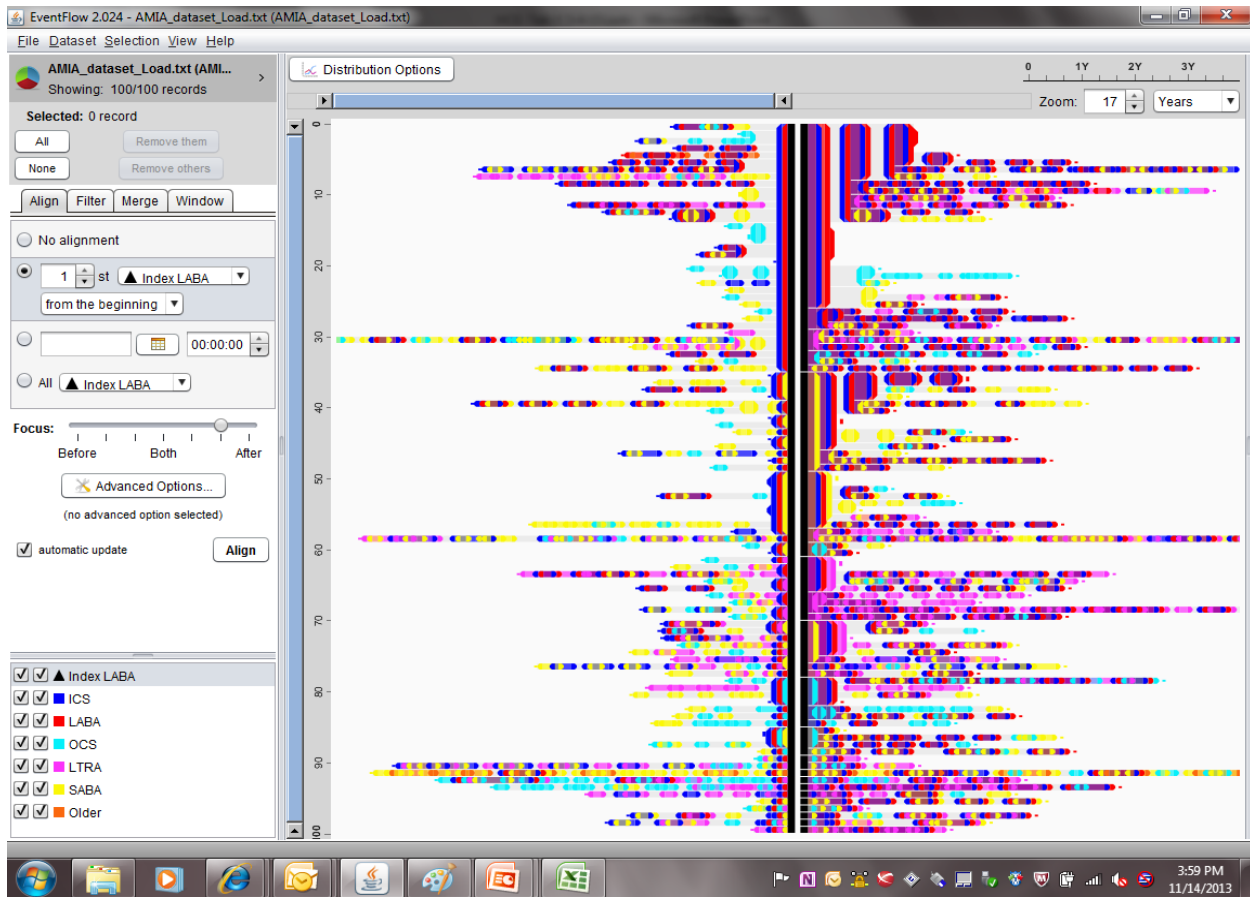 EventFlow 2.024 - AMIA_dataset_Load.txt (AMIA_dataset_Load.txt)
File Dataset Selection View Help
AMIA_dataset_Load.txt (AMI...
Showing: 100/100 records
Selected: 0 record
All Remove them
None Remove others
Align Filter Merge Window
No alignment
1 st Index LABA
from the beginning
00:00:00
All Index LABA
Focus:
Before Both After
Advanced Options...
(no advanced option selected)
automatic update Align
Index LABA
ICS
LABA
OCS
LTRA
SABA
Older
Distribution Options
0 1Y 2Y 3Y
Zoom: 17 Years
0
10
20
30
40
50
60
70
80
90
100
3:59 PM
11/14/2013